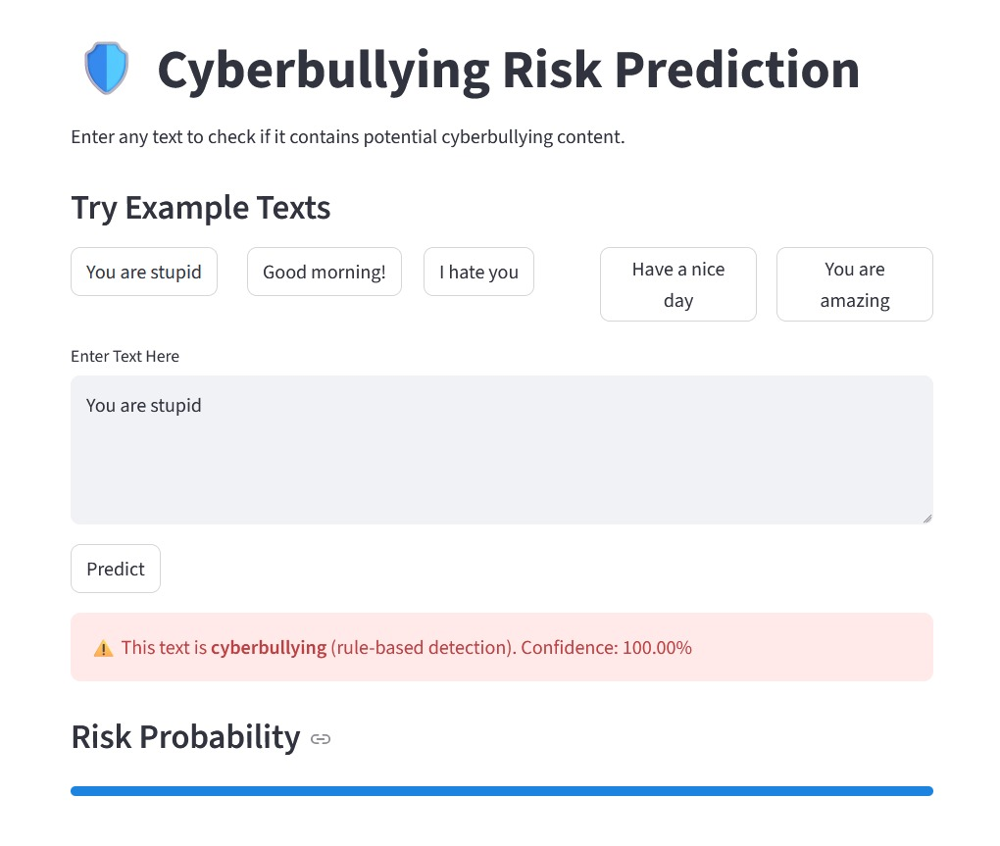 Cyberbullying Risk Prediction
Enter any text to check if it contains potential cyberbullying content.
Try Example Texts
You are stupid
Good morning!
I hate you
Have a nice
day
You are
amazing
Enter Text Here
You are stupid
Predict
This text is cyberbullying (rule-based detection). Confidence: 100.00%
Risk Probability